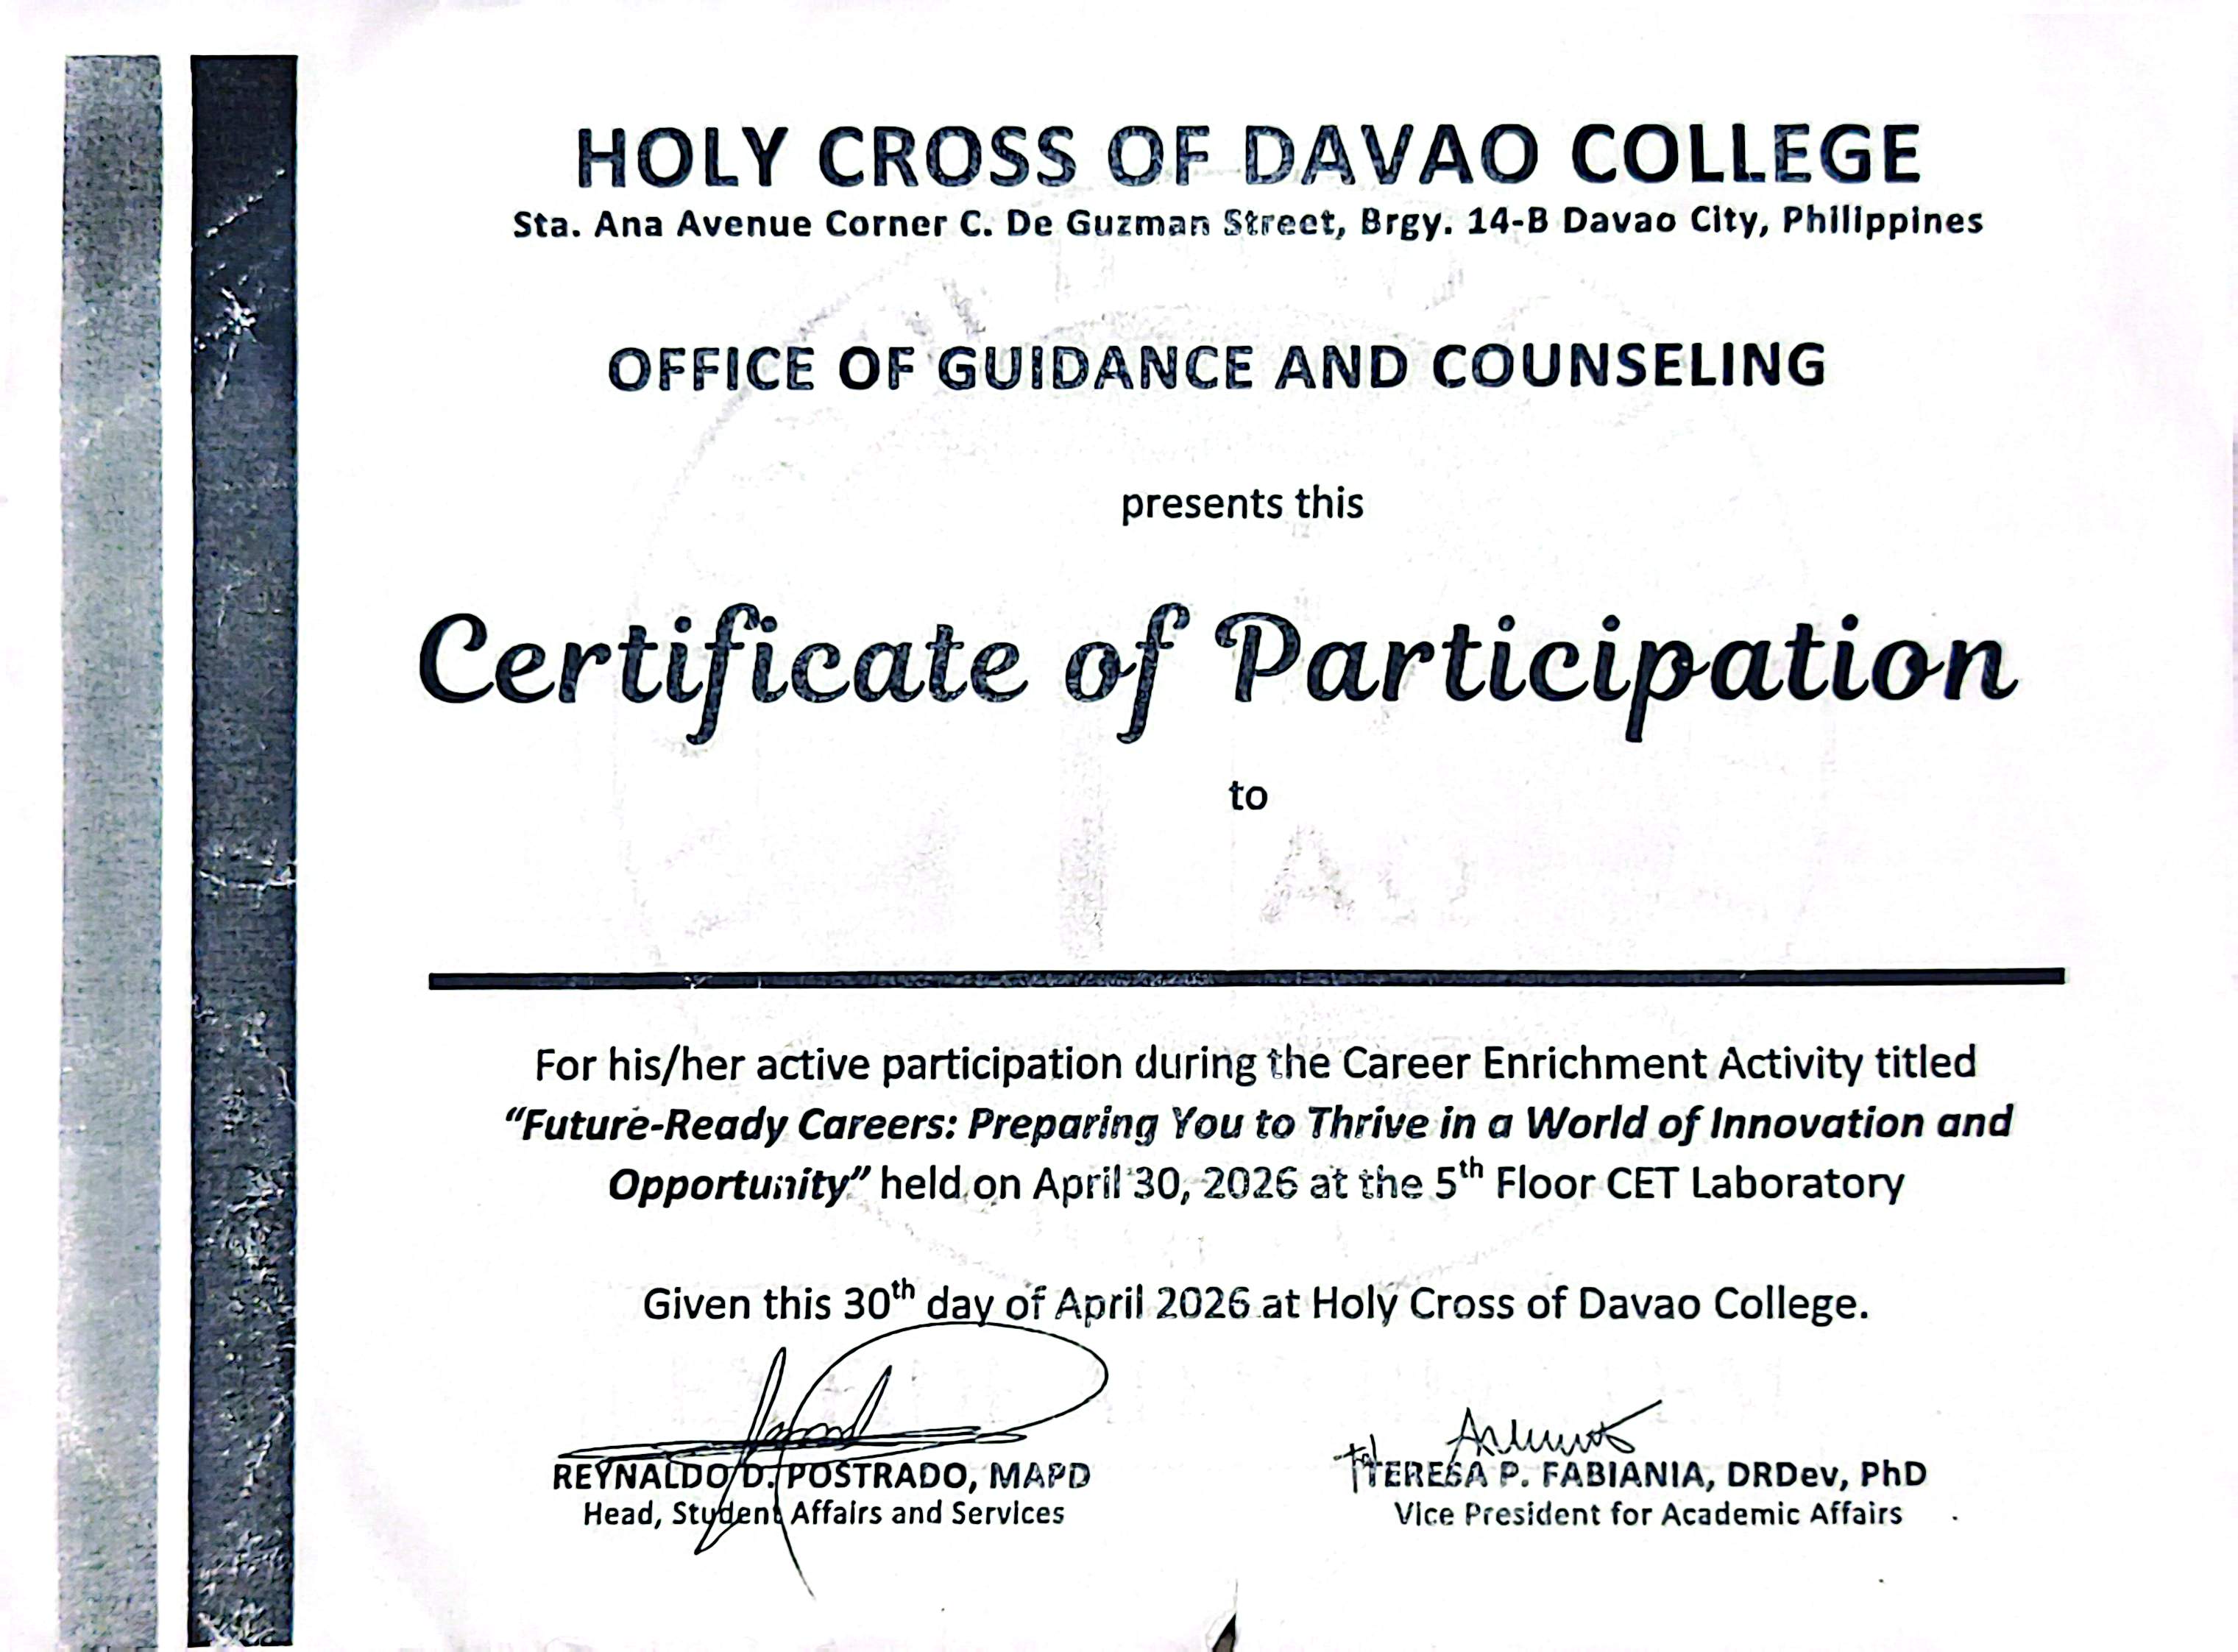 HOLY CROSS OF DAVAO COLLEGE
Sta. Ana Avenue Corner C. De Guzman Street, Brgy. 14-B Davao City, Philippines
OFFICE OF GUIDANCE AND COUNSELING
presents this
Certificate of Participation
to
For his/her active participation during the Career Enrichment Activity titled
“Future-Ready Careers: Preparing You to Thrive in a World of Innovation and
Opportunity” held on April 30, 2026 at the 5th Floor CET Laboratory
Given this 30th day of April 2026 at Holy Cross of Davao College.
REYNALDO D. POSTRADO, MAPD
Head, Student Affairs and Services
TERESA P. FABIANIA, DRDev, PhD
Vice President for Academic Affairs